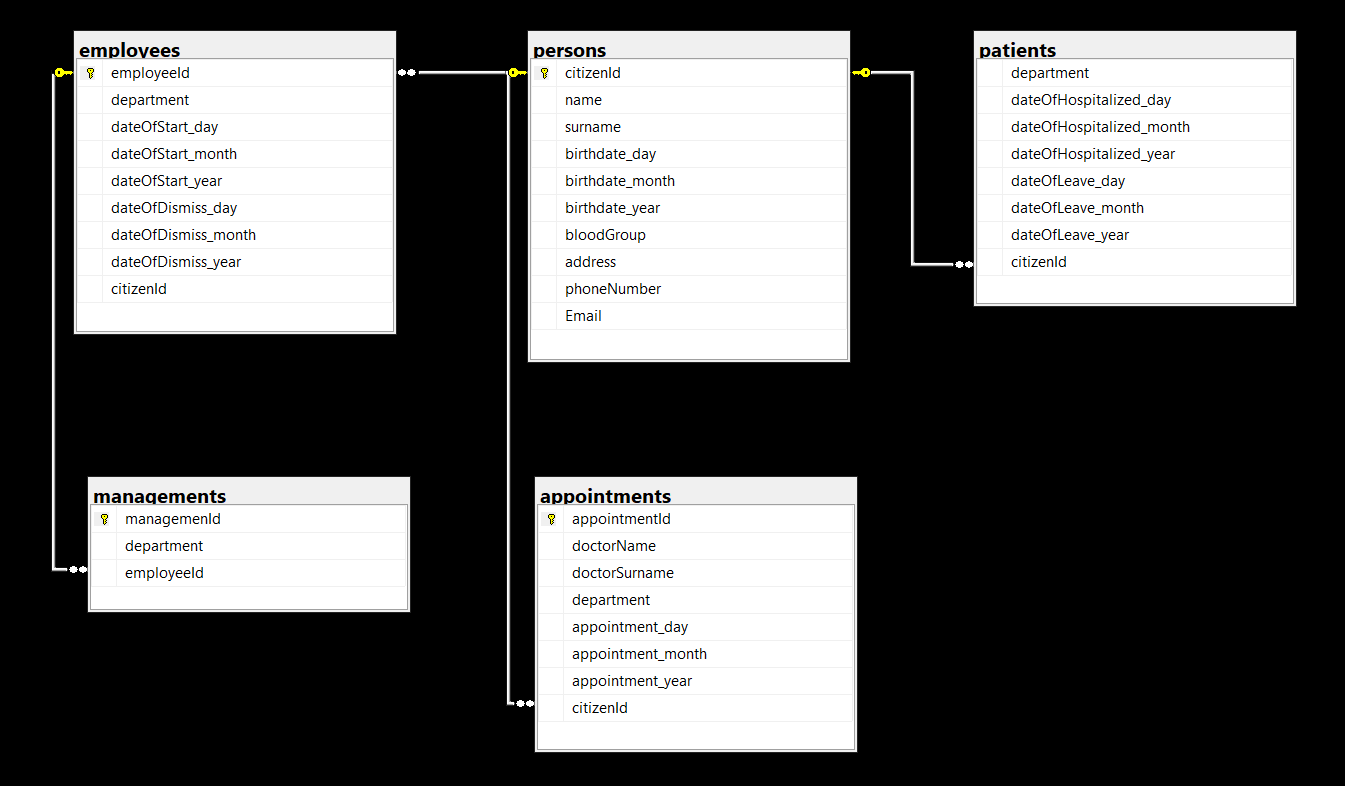 employees
employeeId
department
dateOfStart_day
dateOfStart_month
dateOfStart_year
dateOfDismiss_day
dateOfDismiss_month
dateOfDismiss_year
citizenId
persons
citizenId
name
surname
birthdate_day
birthdate_month
birthdate_year
bloodGroup
address
phoneNumber
Email
patients
department
dateOfHospitalized_day
dateOfHospitalized_month
dateOfHospitalized_year
dateOfLeave_day
dateOfLeave_month
dateOfLeave_year
citizenId
managements
managemenId
department
employeeId
appointments
appointmentId
doctorName
doctorSurname
department
appointment_day
appointment_month
appointment_year
citizenId